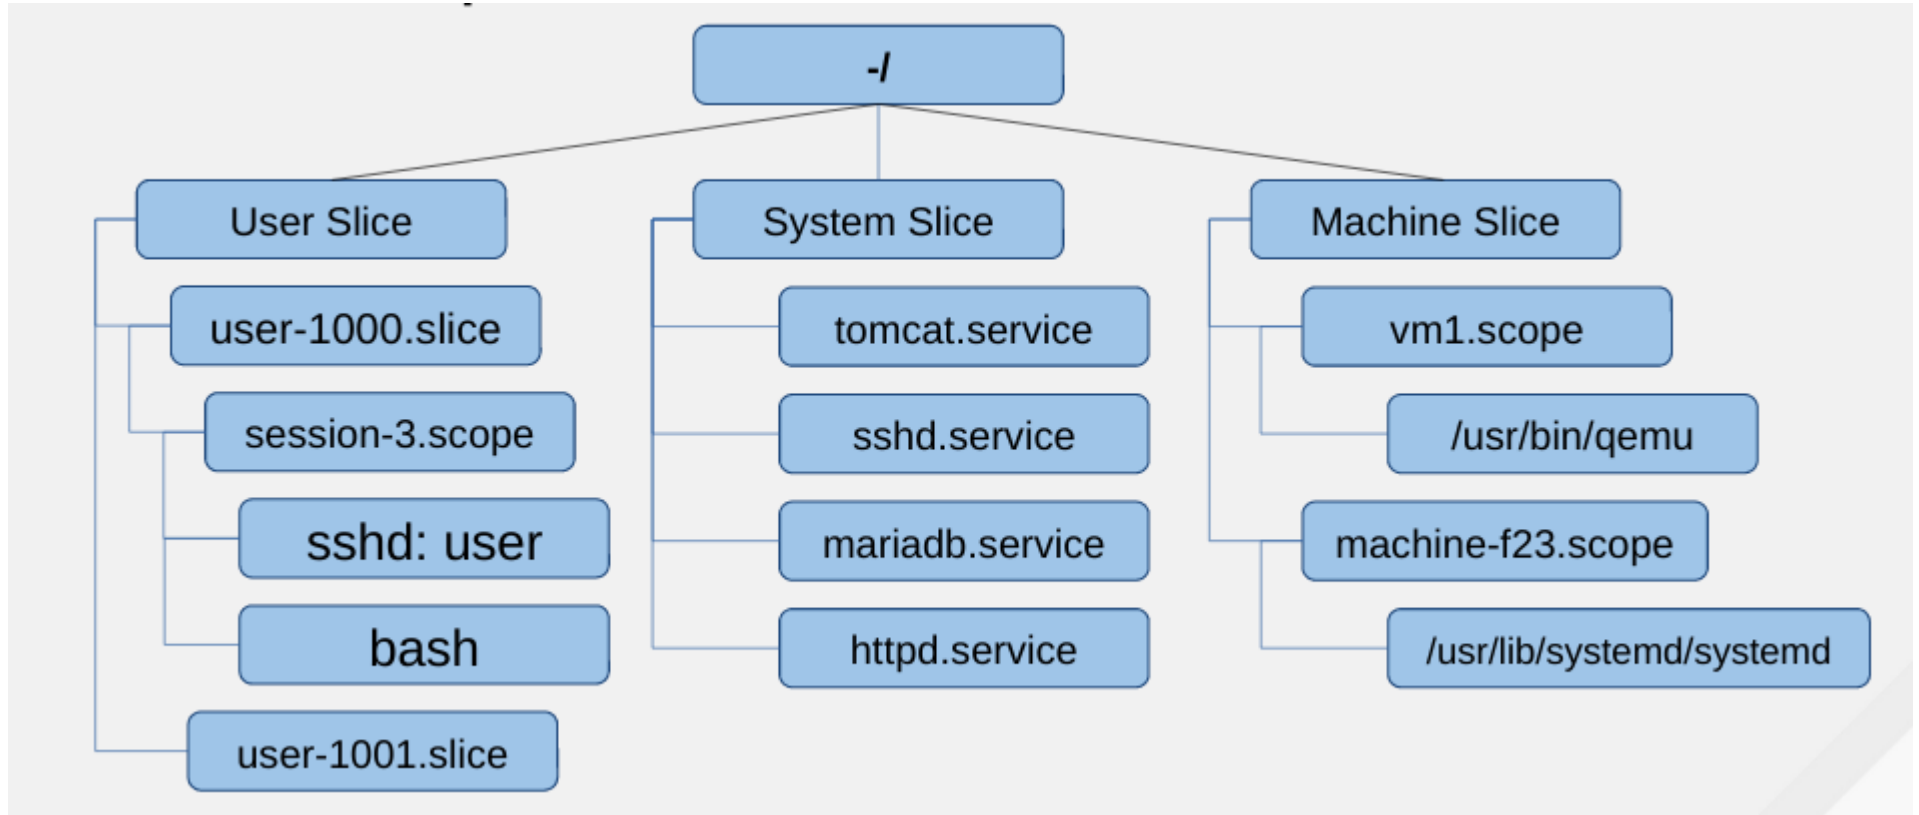 -/
User Slice
user-1000.slice
session-3.scope
sshd: user
bash
user-1001.slice
System Slice
tomcat.service
sshd.service
mariadb.service
httpd.service
Machine Slice
vm1.scope
/usr/bin/qemu
machine-f23.scope
/usr/lib/systemd/systemd